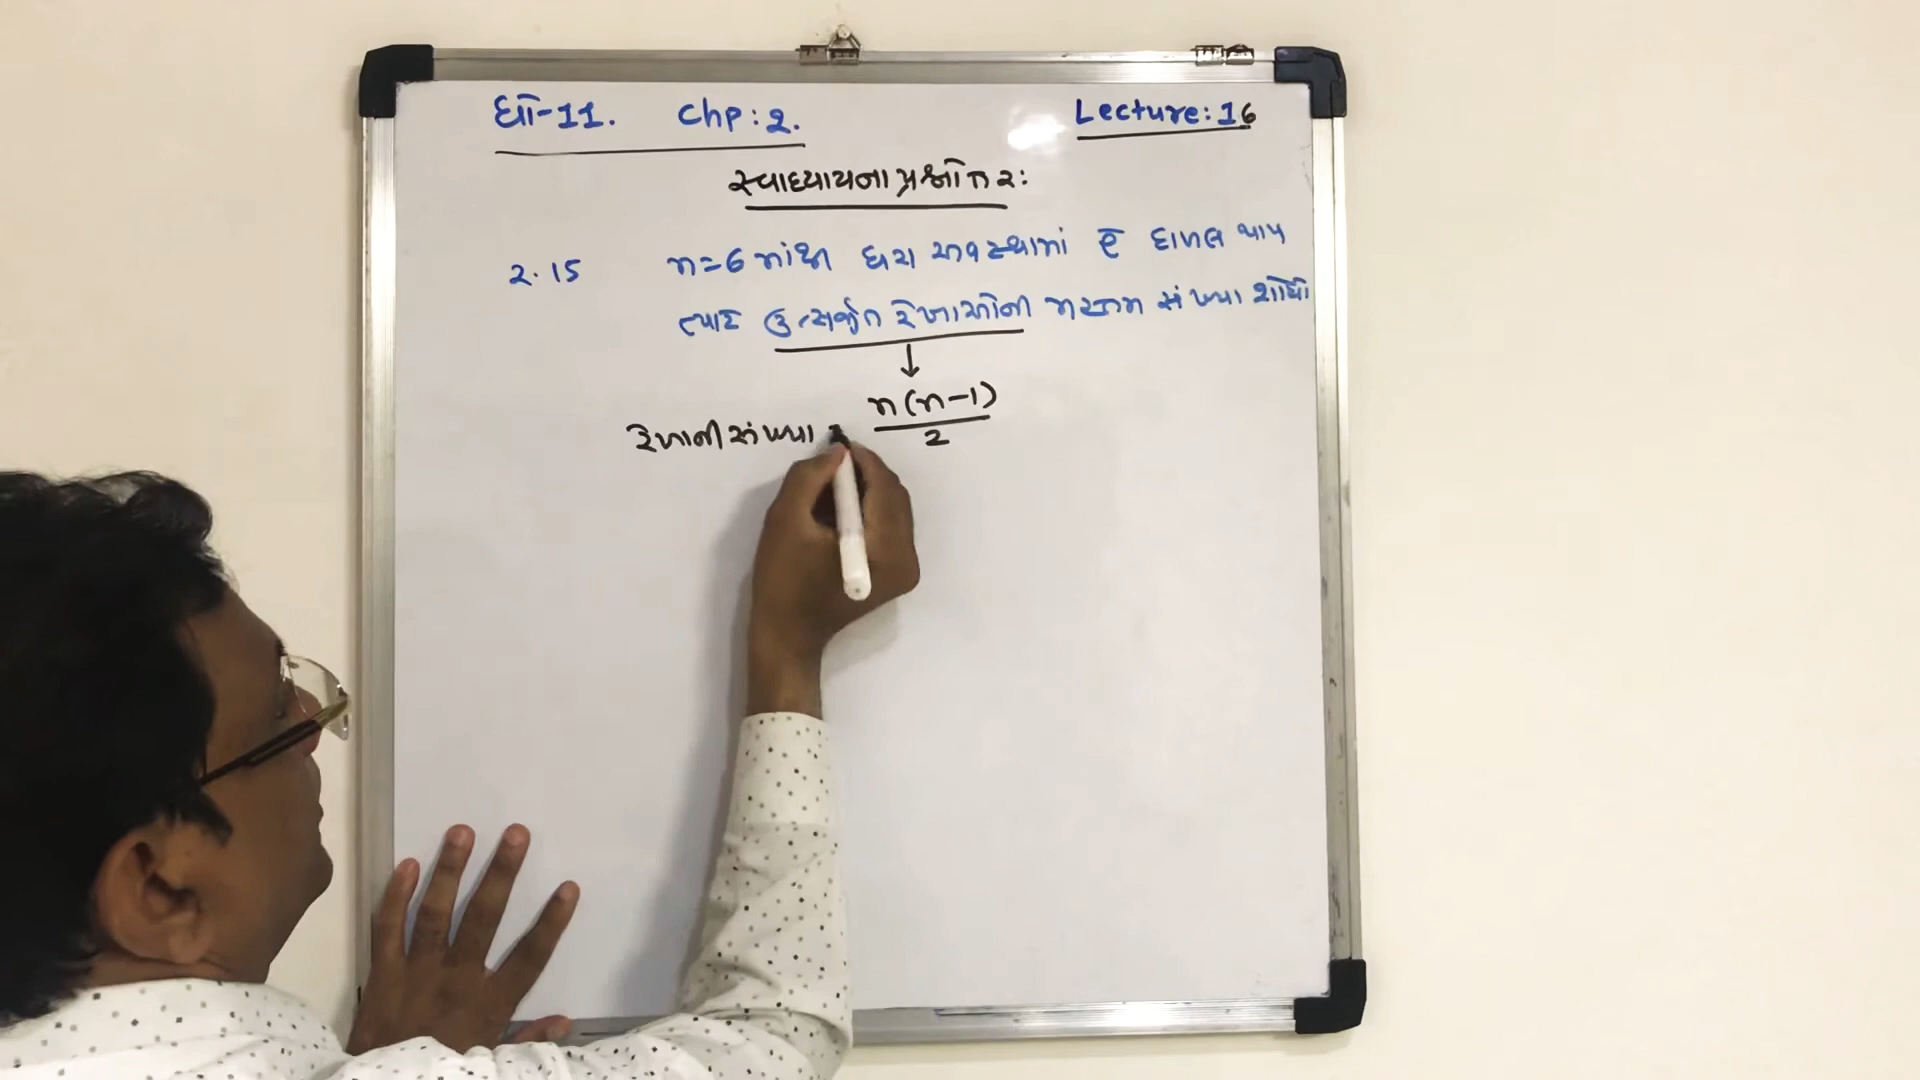 ધો-11. Chp: 2. Lecture: 16
સ્વાધ્યાયના પ્રશ્નોત્તર:
2.15 n=6 માંથી ધરા અવસ્થામાં e દાખલ થાય
ત્યારે ઉત્સર્જીત રેખાઓની મહત્તમ સંખ્યા શોધો
↓
રેખાની સંખ્યા = n(n-1)/2